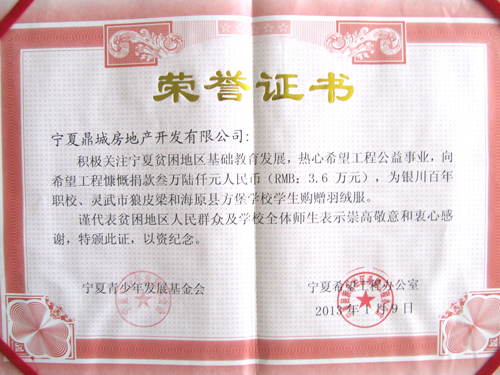 荣誉证书
宁夏鼎城房地产开发有限公司:
积极关注宁夏贫困地区基础教育发展，热心希望工程公益事业，向
希望工程慷慨捐款叁万陆仟元人民币（RMB：3.6 万元），为银川百年
职校、灵武市狼皮梁和海原县方堡学校学生购赠羽绒服。
谨代表贫困地区人民群众及学校全体师生表示崇高敬意和衷心感
谢，特颁此证，以资纪念。
宁夏青少年发展基金会
宁夏希望工程办公室
2013 年 1 月 9 日